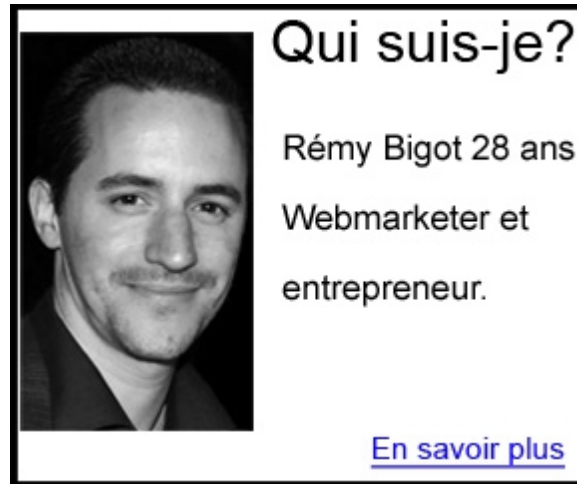 Qui suis-je?
Rémy Bigot 28 ans
Webmarketer et
entrepreneur.
En savoir plus